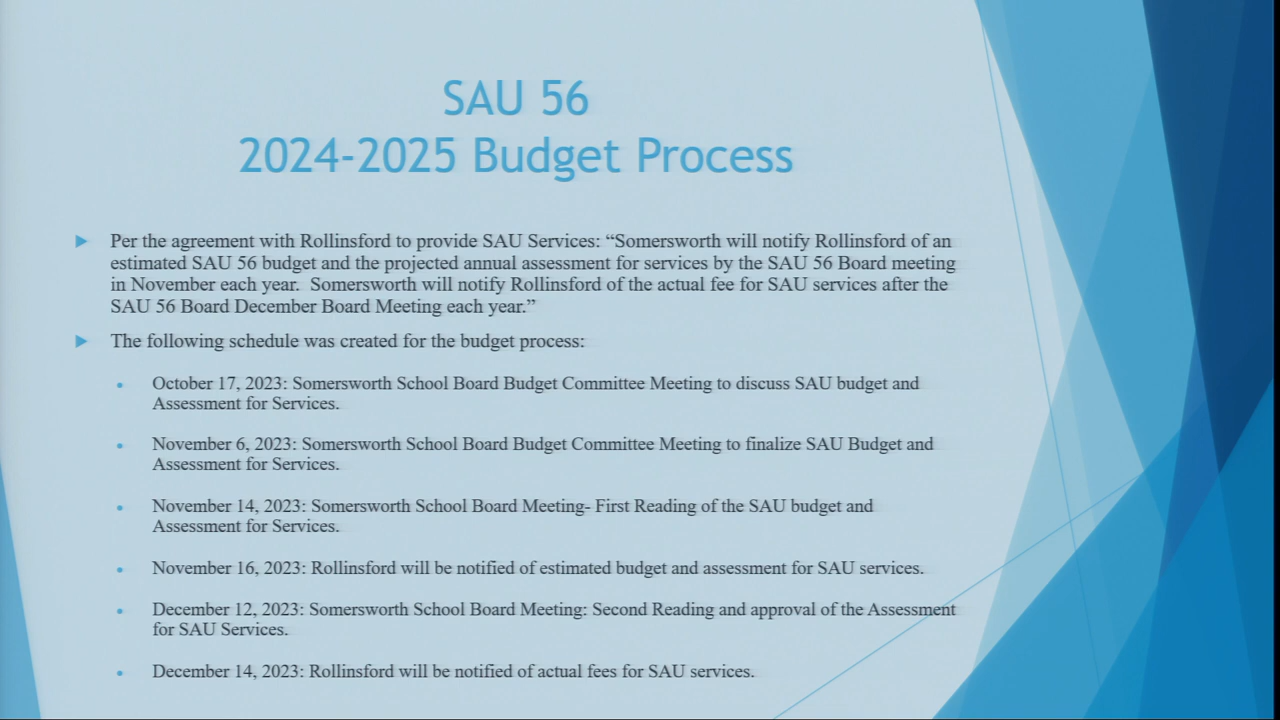 SAU 56
2024-2025 Budget Process
Per the agreement with Rollinsford to provide SAU Services: “Somersworth will notify Rollinsford of an
estimated SAU 56 budget and the projected annual assessment for services by the SAU 56 Board meeting
in November each year.  Somersworth will notify Rollinsford of the actual fee for SAU services after the
SAU 56 Board December Board Meeting each year.”
The following schedule was created for the budget process:
October 17, 2023: Somersworth School Board Budget Committee Meeting to discuss SAU budget and
Assessment for Services.
November 6, 2023: Somersworth School Board Budget Committee Meeting to finalize SAU Budget and
Assessment for Services.
November 14, 2023: Somersworth School Board Meeting- First Reading of the SAU budget and
Assessment for Services.
November 16, 2023: Rollinsford will be notified of estimated budget and assessment for SAU services.
December 12, 2023: Somersworth School Board Meeting: Second Reading and approval of the Assessment
for SAU Services.
December 14, 2023: Rollinsford will be notified of actual fees for SAU services.